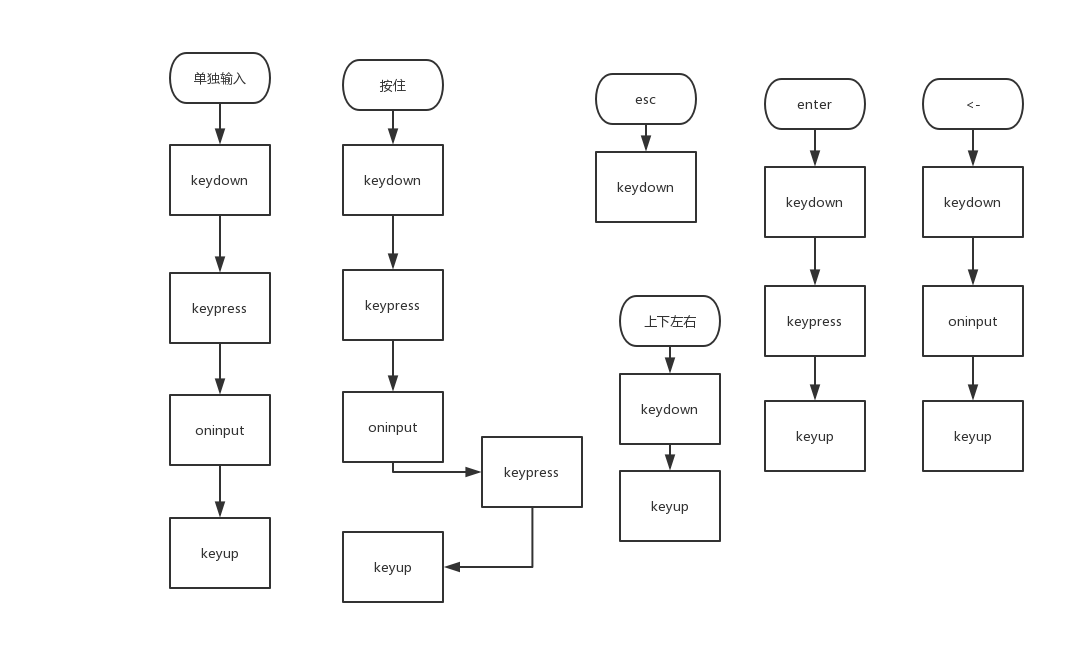 单独输入
keydown
keypress
oninput
keyup
按住
keydown
keypress
oninput
keypress
keyup
esc
keydown
上下左右
keydown
keyup
enter
keydown
keypress
keyup
<-
keydown
oninput
keyup